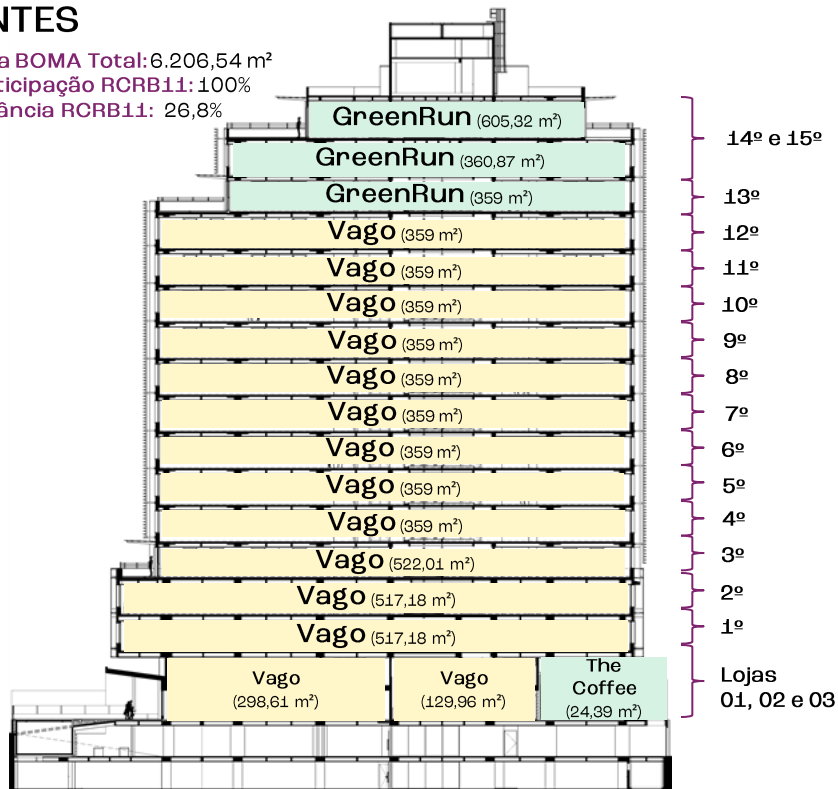 NTES
a BOMA Total: 6.206,54 m²
ticipação RCRB11: 100%
ância RCRB11: 26,8%
GreenRun (605,32 m²)
14º e 15º
GreenRun (360,87 m²)
GreenRun (359 m²)
13º
Vago (359 m²)
12º
Vago (359 m²)
11º
Vago (359 m²)
10º
Vago (359 m²)
9º
Vago (359 m²)
8º
Vago (359 m²)
7º
Vago (359 m²)
6º
Vago (359 m²)
5º
Vago (359 m²)
4º
Vago (522,01 m²)
3º
Vago (517,18 m²)
2º
Vago (517,18 m²)
1º
Vago
(298,61 m²)
Vago
(129,96 m²)
The
Coffee
(24,39 m²)
Lojas
01, 02 e 03